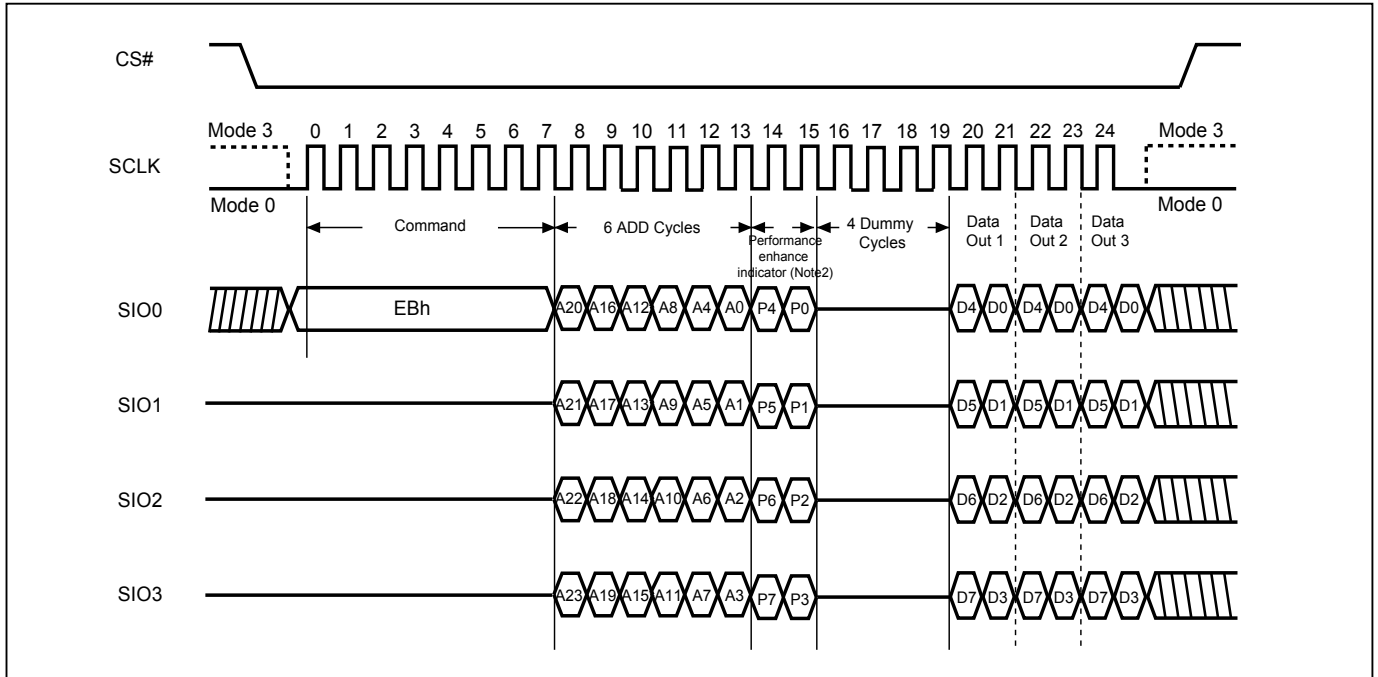 CS#
Mode 3 0 1 2 3 4 5 6 7 8 9 10 11 12 13 14 15 16 17 18 19 20 21 22 23 24 Mode 3
SCLK
Mode 0 Mode 0
Command 6 ADD Cycles Performance enhance indicator (Note2) 4 Dummy Cycles Data Out 1 Data Out 2 Data Out 3
SIO0 EBh A20 A16 A12 A8 A4 A0 P4 P0 D4 D0 D4 D0 D4 D0
SIO1 A21 A17 A13 A9 A5 A1 P5 P1 D5 D1 D5 D1 D5 D1
SIO2 A22 A18 A14 A10 A6 A2 P6 P2 D6 D2 D6 D2 D6 D2
SIO3 A23 A19 A15 A11 A7 A3 P7 P3 D7 D3 D7 D3 D7 D3